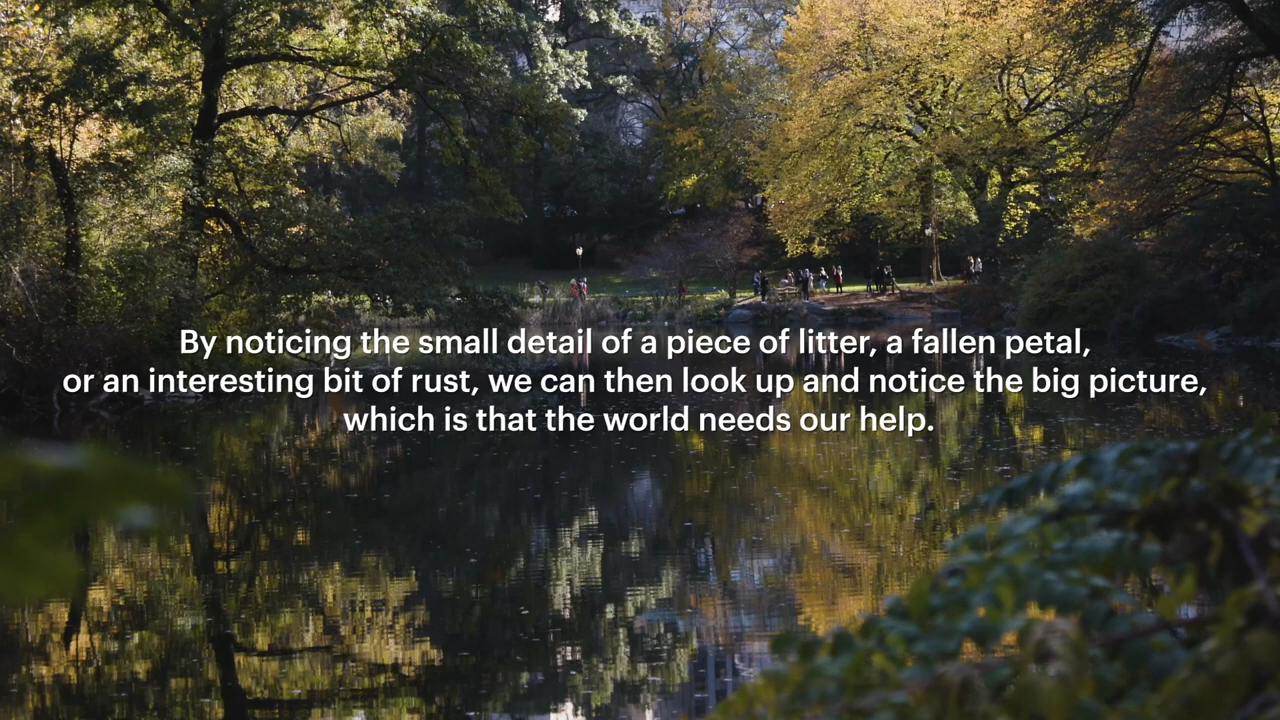 By noticing the small detail of a piece of litter, a fallen petal,
or an interesting bit of rust, we can then look up and notice the big picture,
which is that the world needs our help.